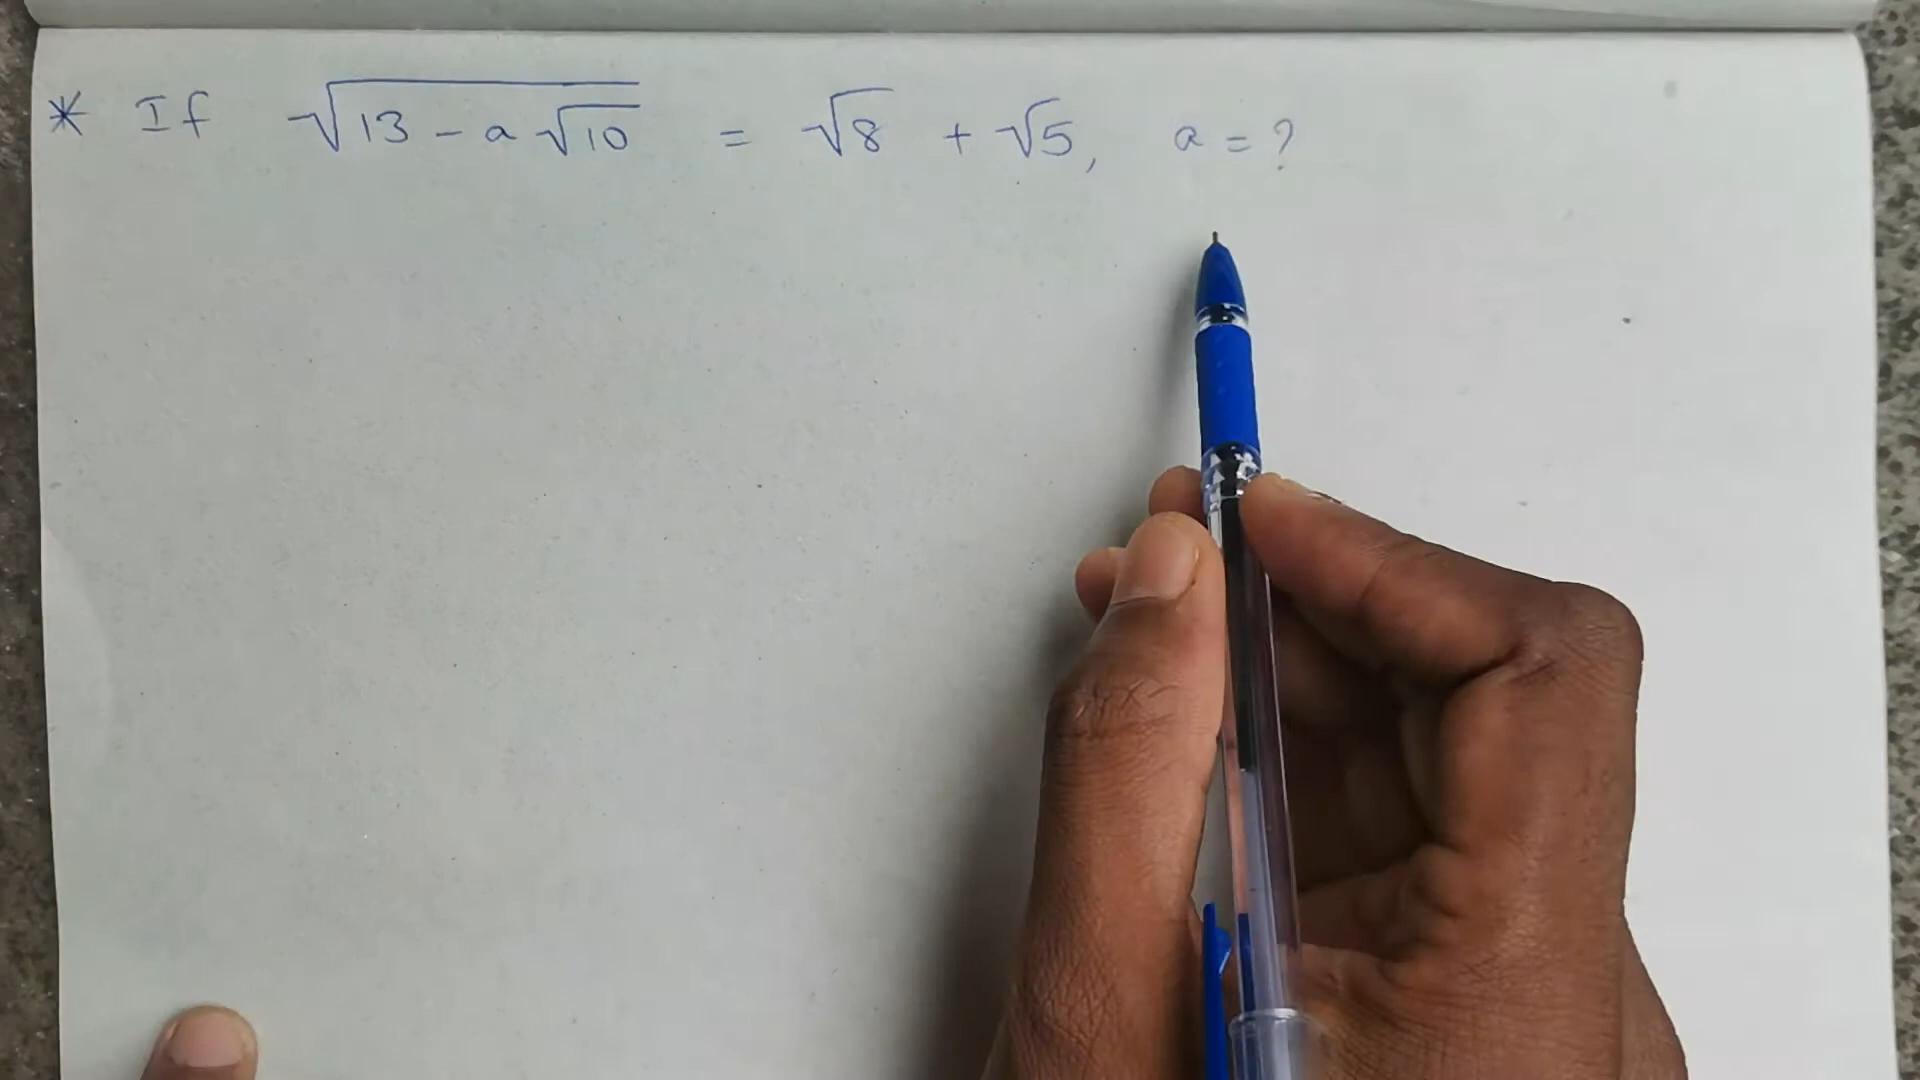 * If √(13 - a√10) = √8 + √5, a = ?